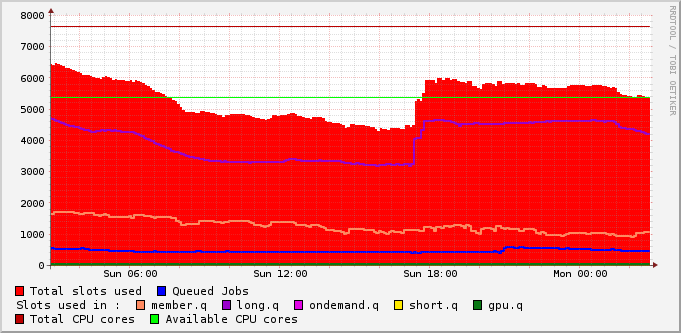 8000
7000
6000
5000
4000
3000
2000
1000
0
Sun 06:00 Sun 12:00 Sun 18:00 Mon 00:00
Total slots used Queued Jobs
Slots used in : member.q long.q ondemand.q short.q gpu.q
Total CPU cores Available CPU cores
RRDTOOL / TOBI OETIKER